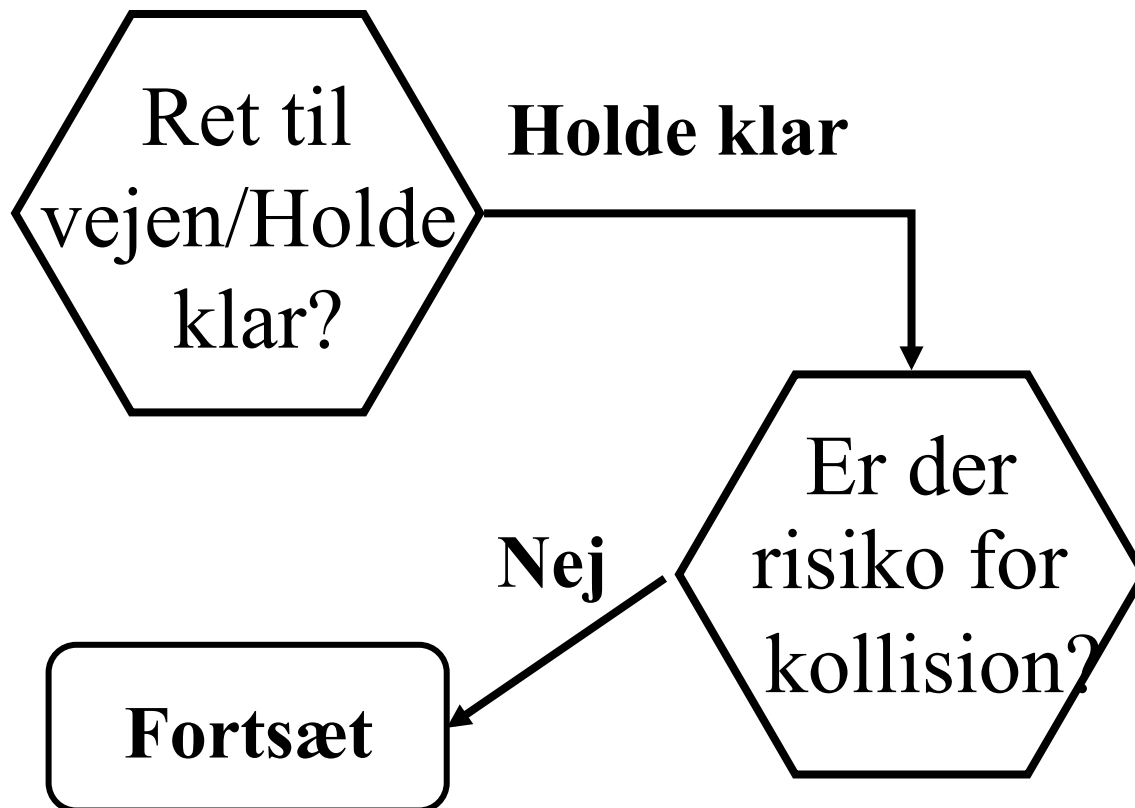 Ret til
vejen/Holde
klar?
Holde klar
Er der
risiko for
kollision?
Nej
Fortsæt